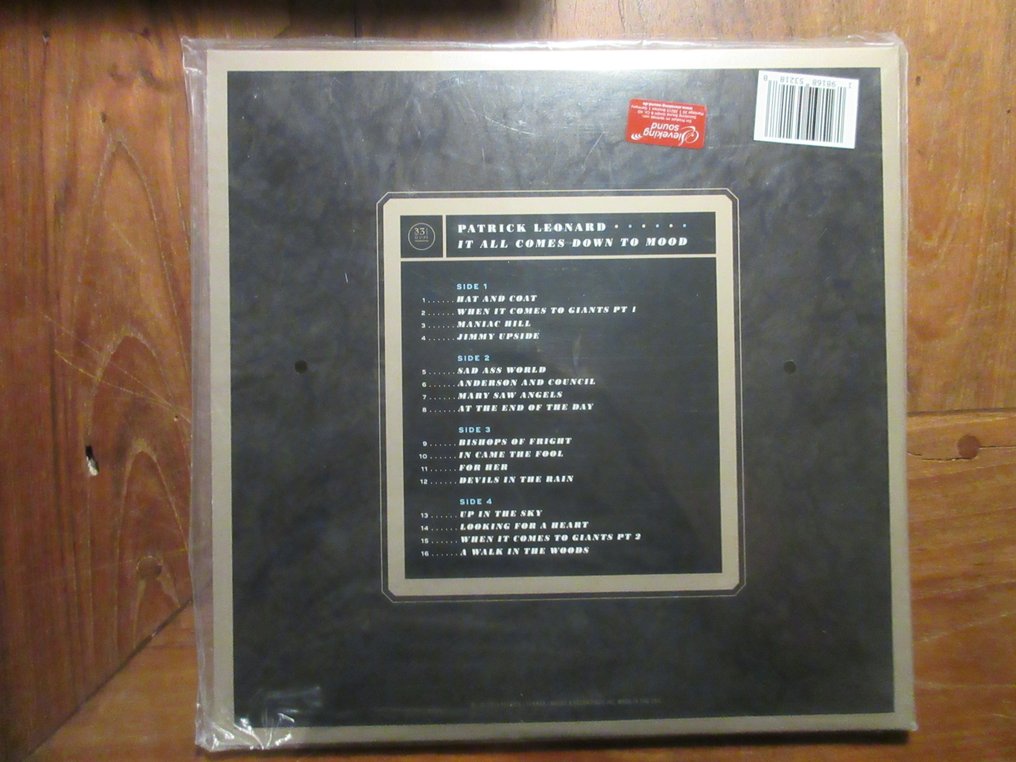 Sieveking
Sound
33⅓
PATRICK LEONARD
IT ALL COMES DOWN TO MOOD
SIDE 1
1......HAT AND COAT
2......WHEN IT COMES TO GIANTS PT 1
3......MANIAC HILL
4......JIMMY UPSIDE
SIDE 2
5......SAD ASS WORLD
6......ANDERSON AND COUNCIL
7......MARY SAW ANGELS
8......AT THE END OF THE DAY
SIDE 3
9......BISHOPS OF FRIGHT
10......IN CAME THE FOOL
11......FOR HER
12......DEVILS IN THE RAIN
SIDE 4
13......UP IN THE SKY
14......LOOKING FOR A HEART
15......WHEN IT COMES TO GIANTS PT 2
16......A WALK IN THE WOODS